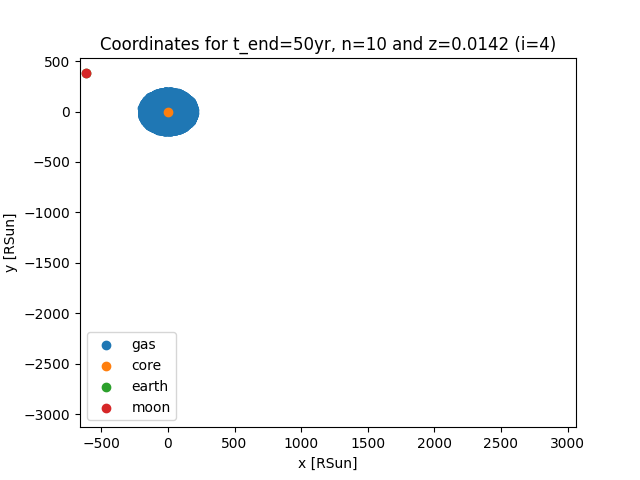 Coordinates for t_end=50yr, n=10 and z=0.0142 (i=4)
500
0
−500
−1000
−1500
−2000
−2500
−3000
y [RSun]
gas
core
earth
moon
−500 0 500 1000 1500 2000 2500 3000
x [RSun]